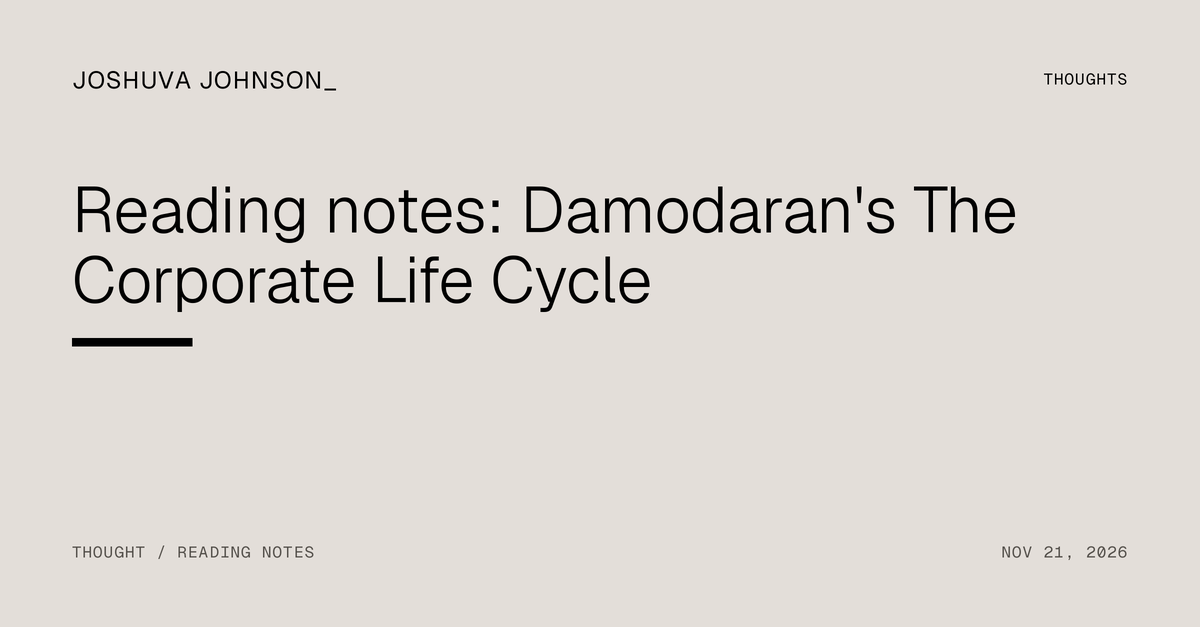 JOSHUVA JOHNSON_
THOUGHTS
Reading notes: Damodaran's The
Corporate Life Cycle
THOUGHT / READING NOTES
NOV 21, 2026